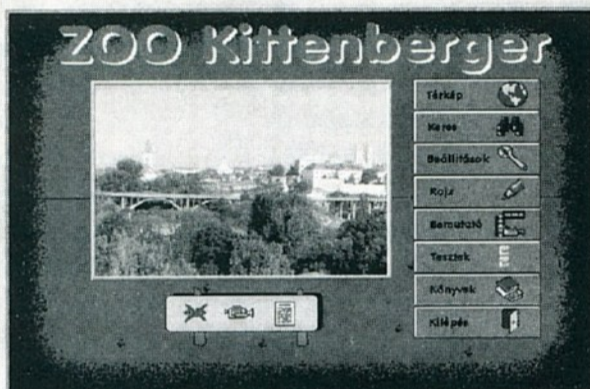 ZOO Kittenberger
Térkép
Keres
Beállítások
Rajz
Bemutató
Tesztek
Könyvek
Kilépés